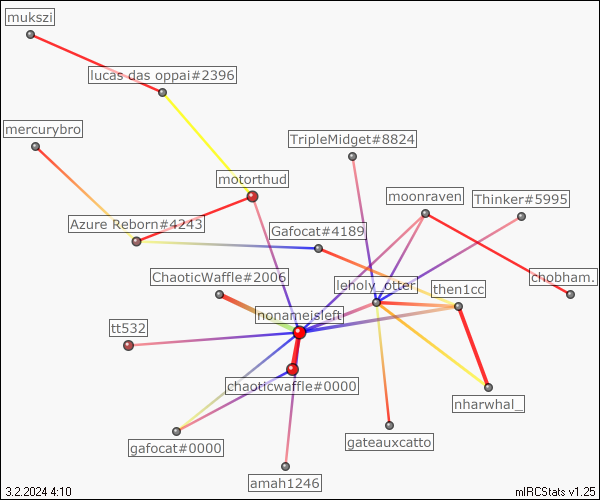 mukszi
lucas das oppai#2396
mercurybro
TripleMidget#8824
motorthud
moonraven
Thinker#5995
Azure Reborn#4243
Gafocat#4189
ChaoticWaffle#2006
leholy_otter
then1cc
chobham.
nonameisleft
tt532
chaoticwaffle#0000
nharwhal_
gafocat#0000
gateauxcatto
amah1246
3.2.2024 4:10
mIRCStats v1.25